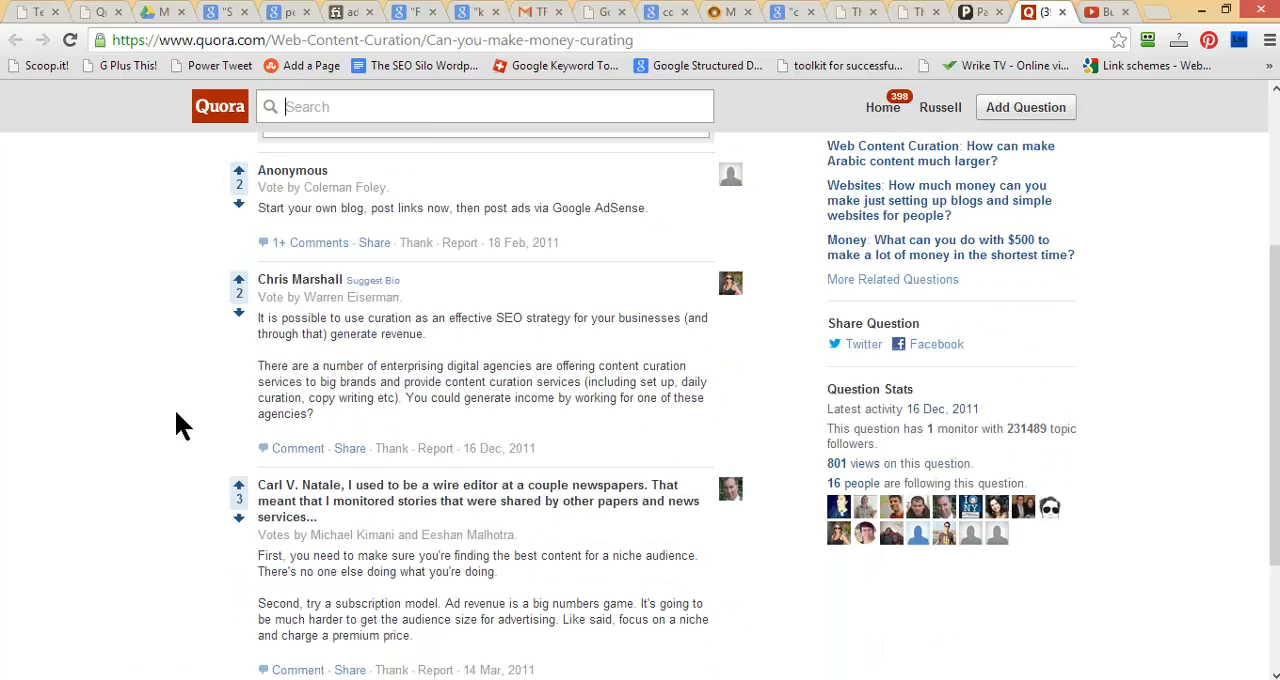 Te
Q
M
"S
pe
ad
"F
"k
TF
G
co
M
"c
Th
Th
Pa
(3
Bu
https://www.quora.com/Web-Content-Curation/Can-you-make-money-curating
Scoop.it!
G Plus This!
Power Tweet
Add a Page
The SEO Silo Wordp...
Google Keyword To...
Google Structured D...
toolkit for successfu...
Wrike TV - Online vi...
Link schemes - Web...
»
Quora
Search
Home
398
Russell
Add Question
Anonymous
2
Vote by Coleman Foley.
Start your own blog, post links now, then post ads via Google AdSense.
1+ Comments · Share · Thank · Report · 18 Feb, 2011
Chris Marshall Suggest Bio
2
Vote by Warren Eiserman.
It is possible to use curation as an effective SEO strategy for your businesses (and
through that) generate revenue.
There are a number of enterprising digital agencies are offering content curation
services to big brands and provide content curation services (including set up, daily
curation, copy writing etc). You could generate income by working for one of these
agencies?
Comment · Share · Thank · Report · 16 Dec, 2011
Carl V. Natale, I used to be a wire editor at a couple newspapers. That
3
meant that I monitored stories that were shared by other papers and news
services...
Votes by Michael Kimani and Eeshan Malhotra.
First, you need to make sure you're finding the best content for a niche audience.
There's no one else doing what you're doing.
Second, try a subscription model. Ad revenue is a big numbers game. It's going to
be much harder to get the audience size for advertising. Like said, focus on a niche
and charge a premium price.
Comment · Share · Thank · Report · 14 Mar, 2011
Web Content Curation: How can make
Arabic content much larger?
Websites: How much money can you
make just setting up blogs and simple
websites for people?
Money: What can you do with $500 to
make a lot of money in the shortest time?
More Related Questions
Share Question
Twitter
Facebook
Question Stats
Latest activity 16 Dec, 2011
This question has 1 monitor with 231489 topic
followers.
801 views on this question.
16 people are following this question.